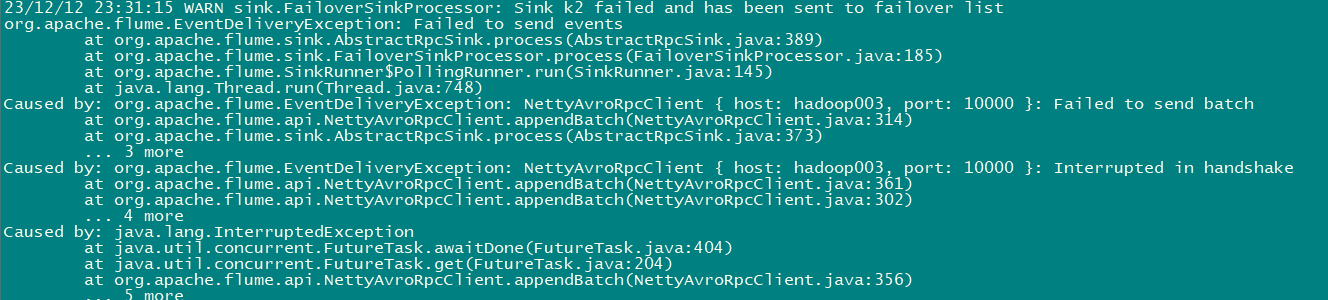 23/12/12 23:31:15 WARN sink.FailoverSinkProcessor: Sink k2 failed and has been sent to failover list
org.apache.flume.EventDeliveryException: Failed to send events
        at org.apache.flume.sink.AbstractRpcSink.process(AbstractRpcSink.java:389)
        at org.apache.flume.sink.FailoverSinkProcessor.process(FailoverSinkProcessor.java:185)
        at org.apache.flume.SinkRunner$PollingRunner.run(SinkRunner.java:145)
        at java.lang.Thread.run(Thread.java:748)
Caused by: org.apache.flume.EventDeliveryException: NettyAvroRpcClient { host: hadoop003, port: 10000 }: Failed to send batch
        at org.apache.flume.api.NettyAvroRpcClient.appendBatch(NettyAvroRpcClient.java:314)
        at org.apache.flume.sink.AbstractRpcSink.process(AbstractRpcSink.java:373)
        ... 3 more
Caused by: org.apache.flume.EventDeliveryException: NettyAvroRpcClient { host: hadoop003, port: 10000 }: Interrupted in handshake
        at org.apache.flume.api.NettyAvroRpcClient.appendBatch(NettyAvroRpcClient.java:361)
        at org.apache.flume.api.NettyAvroRpcClient.appendBatch(NettyAvroRpcClient.java:302)
        ... 4 more
Caused by: java.lang.InterruptedException
        at java.util.concurrent.FutureTask.awaitDone(FutureTask.java:404)
        at java.util.concurrent.FutureTask.get(FutureTask.java:204)
        at org.apache.flume.api.NettyAvroRpcClient.appendBatch(NettyAvroRpcClient.java:356)
        ... 5 more